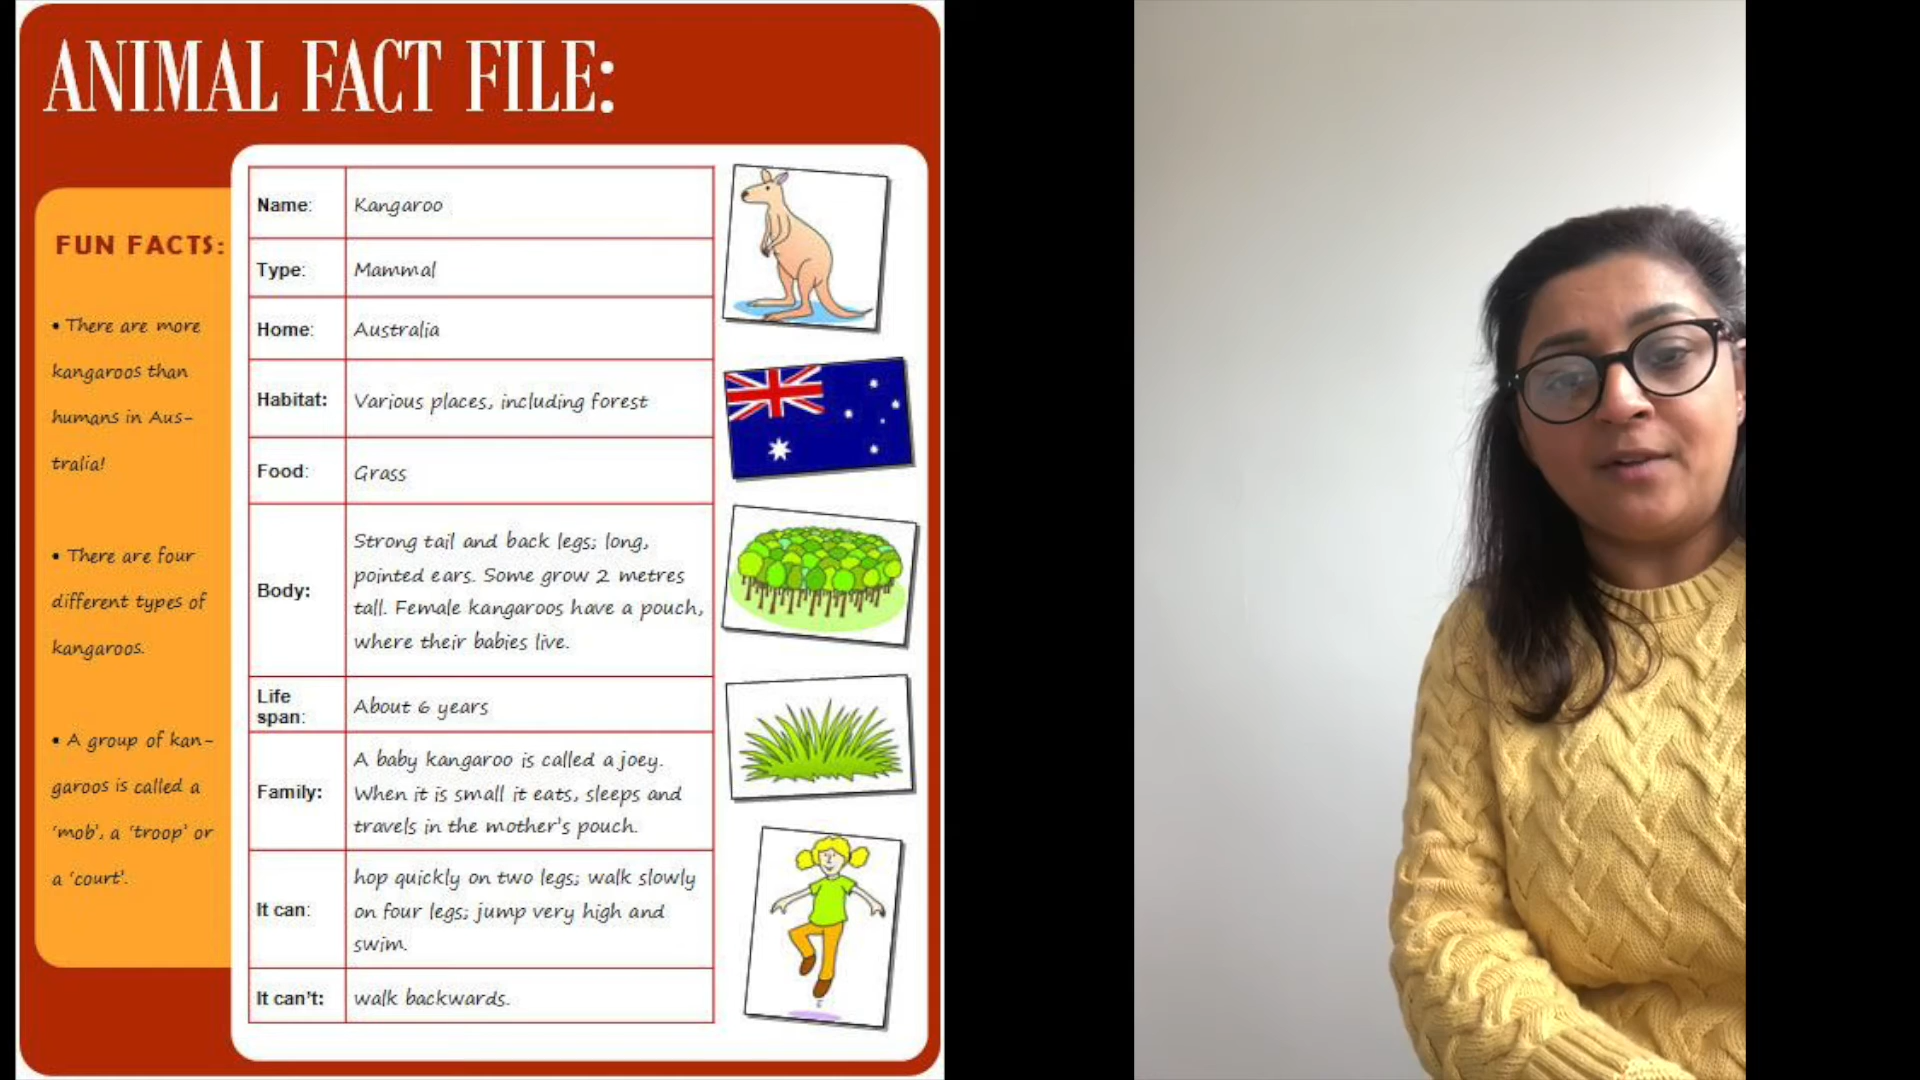 ANIMAL FACT FILE:
FUN FACTS:
• There are more
kangaroos than
humans in Aus-
tralia!
• There are four
different types of
kangaroos.
• A group of kan-
garoos is called a
‘mob’, a ‘troop’ or
a ‘court’.
Name: Kangaroo
Type: Mammal
Home: Australia
Habitat: Various places, including forest
Food: Grass
Body: Strong tail and back legs; long,
pointed ears. Some grow 2 metres
tall. Female kangaroos have a pouch,
where their babies live.
Life
span: About 6 years
Family: A baby kangaroo is called a joey.
When it is small it eats, sleeps and
travels in the mother’s pouch.
It can: hop quickly on two legs; walk slowly
on four legs; jump very high and
swim.
It can’t: walk backwards.